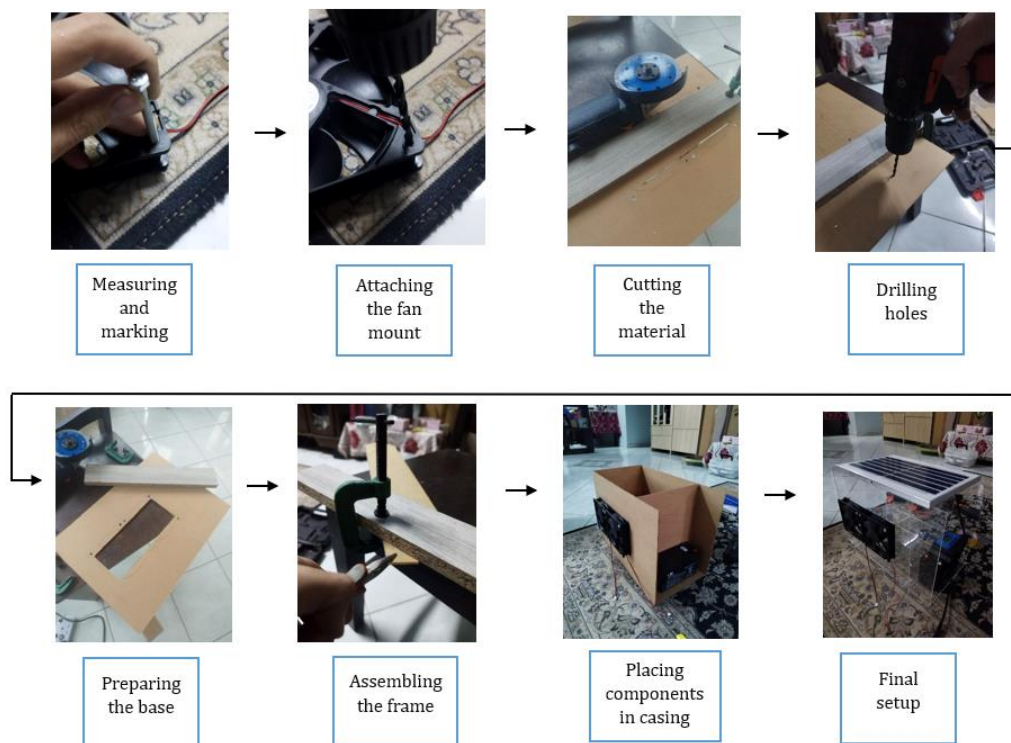 Measuring
and
marking
Attaching
the fan
mount
Cutting
the
material
Drilling
holes
Preparing
the base
Assembling
the frame
Placing
components
in casing
Final
setup